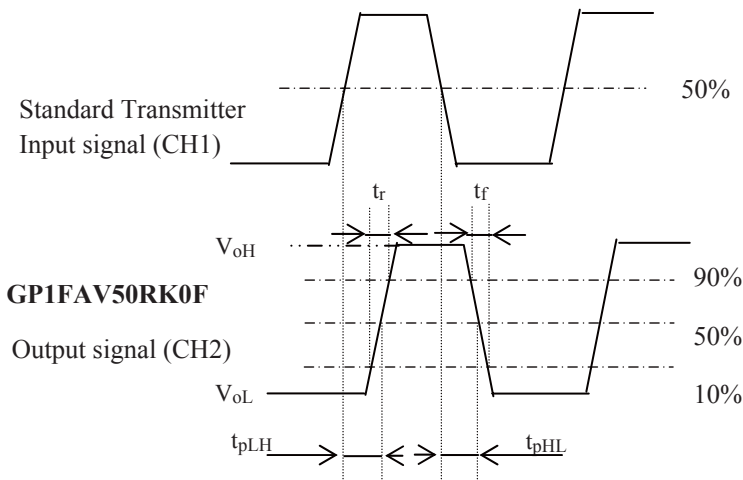 50%
Standard Transmitter
Input signal (CH1)
tr tf
VoH
90%
GP1FAV50RK0F
50%
Output signal (CH2)
VoL 10%
tpLH tpHL